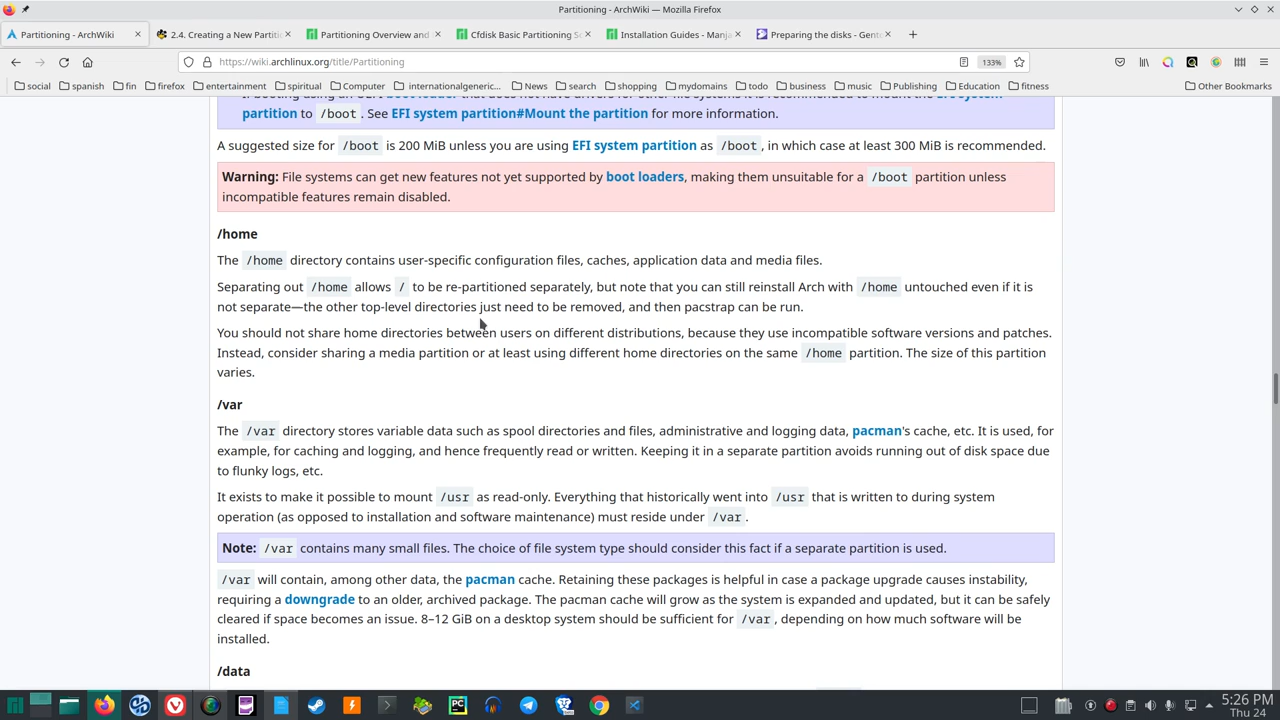 Partitioning - ArchWiki — Mozilla Firefox
Partitioning - ArchWiki
2.4. Creating a New Partiti
Partitioning Overview and
Cfdisk Basic Partitioning S
Installation Guides - Manja
Preparing the disks - Gent
https://wiki.archlinux.org/title/Partitioning
133%
social spanish fin firefox entertainment spiritual Computer internationalgeneric... News search shopping mydomains todo business music Publishing Education fitness Other Bookmarks
partition to /boot . See EFI system partition#Mount the partition for more information.
A suggested size for /boot is 200 MiB unless you are using EFI system partition as /boot , in which case at least 300 MiB is recommended.
Warning: File systems can get new features not yet supported by boot loaders, making them unsuitable for a /boot partition unless
incompatible features remain disabled.
/home
The /home directory contains user-specific configuration files, caches, application data and media files.
Separating out /home allows / to be re-partitioned separately, but note that you can still reinstall Arch with /home untouched even if it is
not separate—the other top-level directories just need to be removed, and then pacstrap can be run.
You should not share home directories between users on different distributions, because they use incompatible software versions and patches.
Instead, consider sharing a media partition or at least using different home directories on the same /home partition. The size of this partition
varies.
/var
The /var directory stores variable data such as spool directories and files, administrative and logging data, pacman's cache, etc. It is used, for
example, for caching and logging, and hence frequently read or written. Keeping it in a separate partition avoids running out of disk space due
to flunky logs, etc.
It exists to make it possible to mount /usr as read-only. Everything that historically went into /usr that is written to during system
operation (as opposed to installation and software maintenance) must reside under /var .
Note: /var contains many small files. The choice of file system type should consider this fact if a separate partition is used.
/var will contain, among other data, the pacman cache. Retaining these packages is helpful in case a package upgrade causes instability,
requiring a downgrade to an older, archived package. The pacman cache will grow as the system is expanded and updated, but it can be safely
cleared if space becomes an issue. 8–12 GiB on a desktop system should be sufficient for /var , depending on how much software will be
installed.
/data
5:26 PM
Thu 24